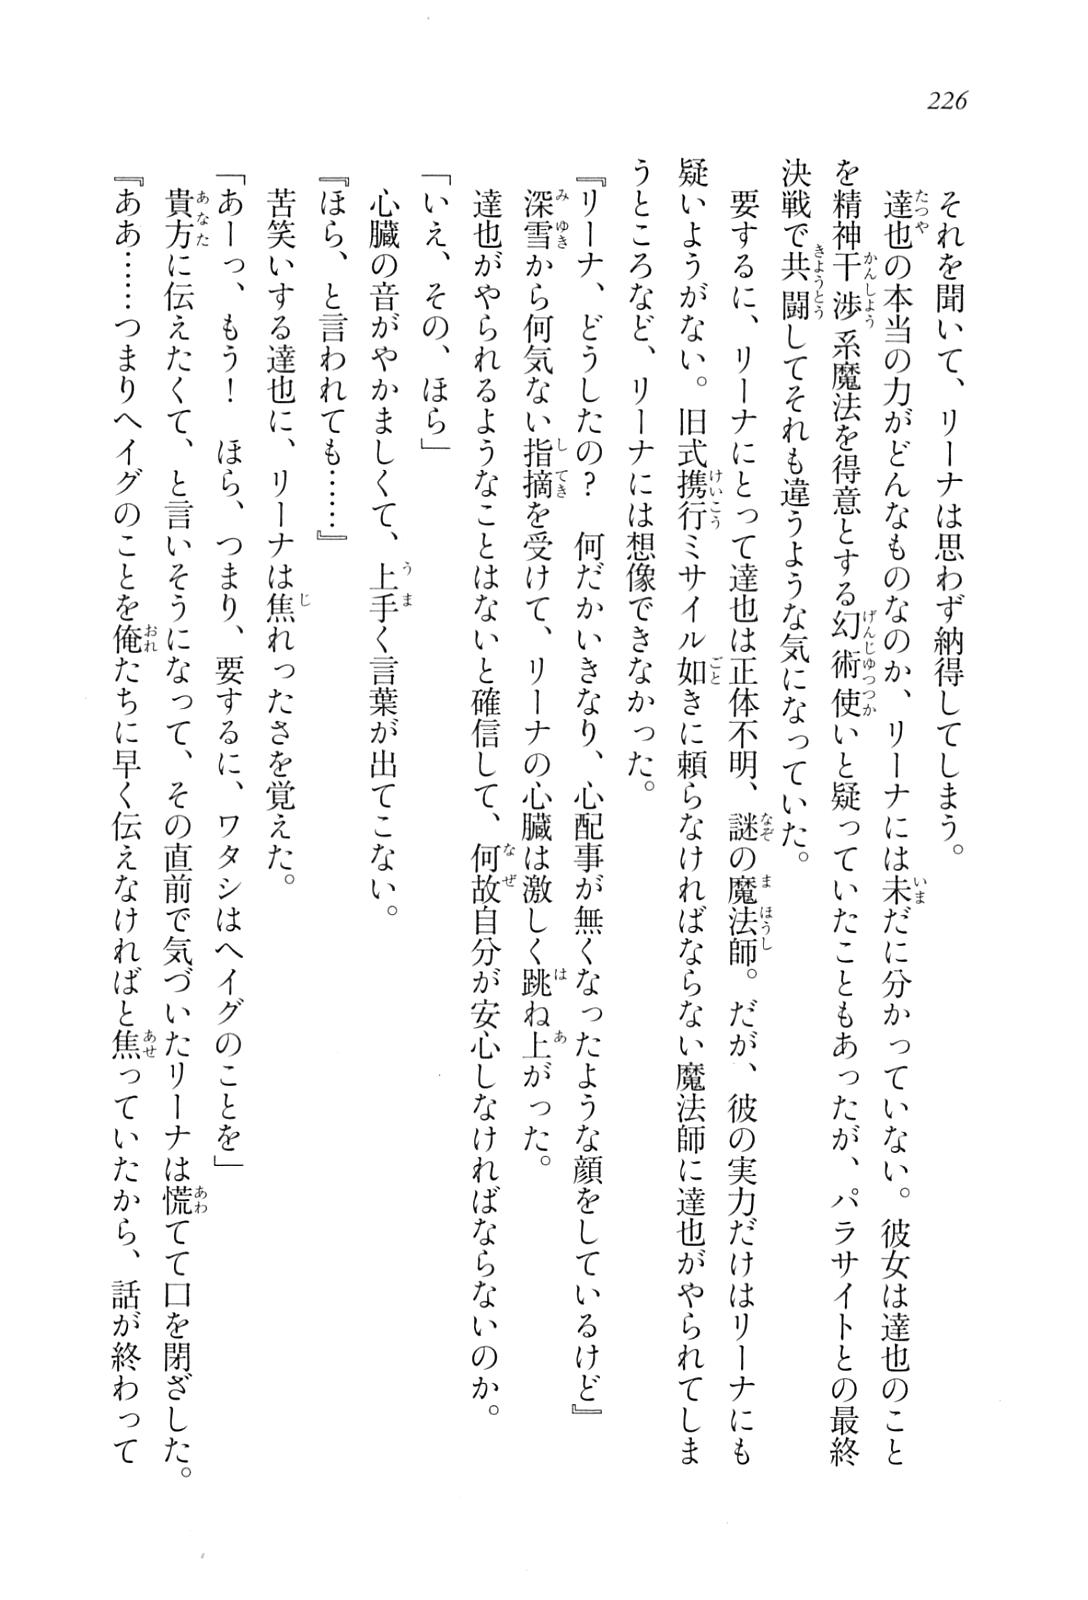 226
それを聞いて、リーナは思わず納得してしまう。
達也の本当の力がどんなものなのか、リーナには未だに分かっていない。彼女は達也のこと
を精神干渉系魔法を得意とする幻術使いと疑っていたこともあったが、パラサイトとの最終
決戦で共闘してそれも違うような気になっていた。
要するに、リーナにとって達也は正体不明、謎の魔法師。だが、彼の実力だけはリーナにも
疑いようがない。旧式携行ミサイル如きに頼らなければならない魔法師に達也がやられてしま
うところなど、リーナには想像できなかった。
『リーナ、どうしたの？　何だかいきなり、心配事が無くなったような顔をしているけど』
深雪から何気ない指摘を受けて、リーナの心臓は激しく跳ね上がった。
達也がやられるようなことはないと確信して、何故自分が安心しなければならないのか。
「いえ、その、ほら」
心臓の音がやかましくて、上手く言葉が出てこない。
『ほら、と言われても……』
苦笑いする達也に、リーナは焦れったさを覚えた。
「あーっ、もう！　ほら、つまり、要するに、ワタシはヘイグのことを」
貴方に伝えたくて、と言いそうになって、その直前で気づいたリーナは慌てて口を閉ざした。
『ああ……つまりヘイグのことを俺たちに早く伝えなければと焦っていたから、話が終わって